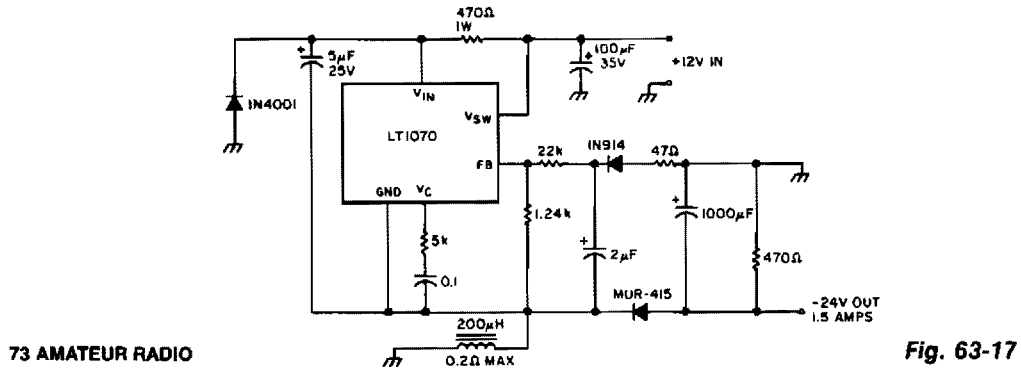 470Ω
1W
5µF
25V
100µF
35V
+12V IN
1N4001
VIN
VSW
LT1070
FB
GND
VC
22k
1N914
47Ω
1.24k
1000µF
5k
2µF
470Ω
0.1
MUR-415
-24V OUT
1.5 AMPS
200µH
0.2Ω MAX
73 AMATEUR RADIO
Fig. 63-17